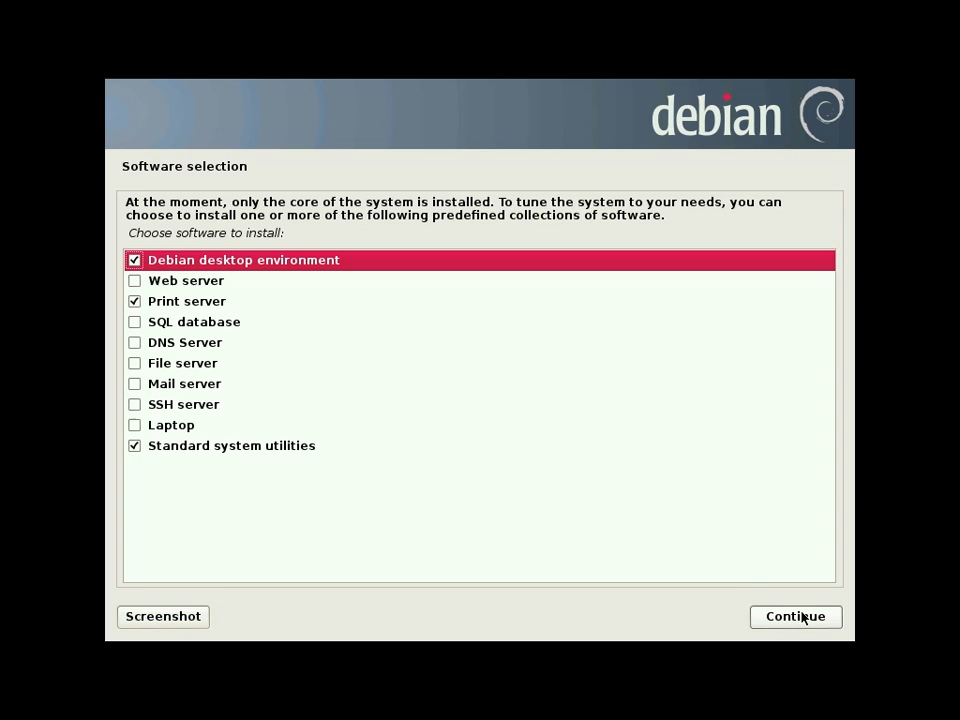 debian
Software selection
At the moment, only the core of the system is installed. To tune the system to your needs, you can
choose to install one or more of the following predefined collections of software.
Choose software to install:
Debian desktop environment
Web server
Print server
SQL database
DNS Server
File server
Mail server
SSH server
Laptop
Standard system utilities
Screenshot
Continue